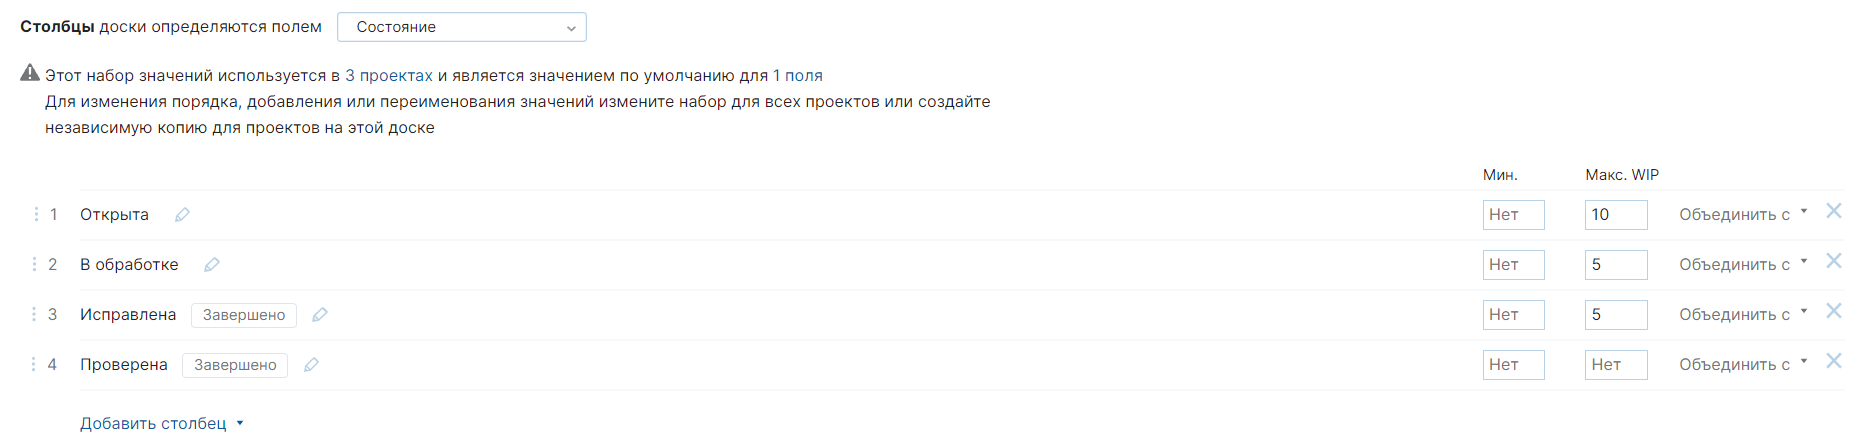 Столбцы доски определяются полем Состояние
Этот набор значений используется в 3 проектах и является значением по умолчанию для 1 поля
Для изменения порядка, добавления или переименования значений измените набор для всех проектов или создайте
независимую копию для проектов на этой доске
Мин. Макс. WIP
1 Открыта Нет 10 Объединить с
2 В обработке Нет 5 Объединить с
3 Исправлена Завершено Нет 5 Объединить с
4 Проверена Завершено Нет Нет Объединить с
Добавить столбец